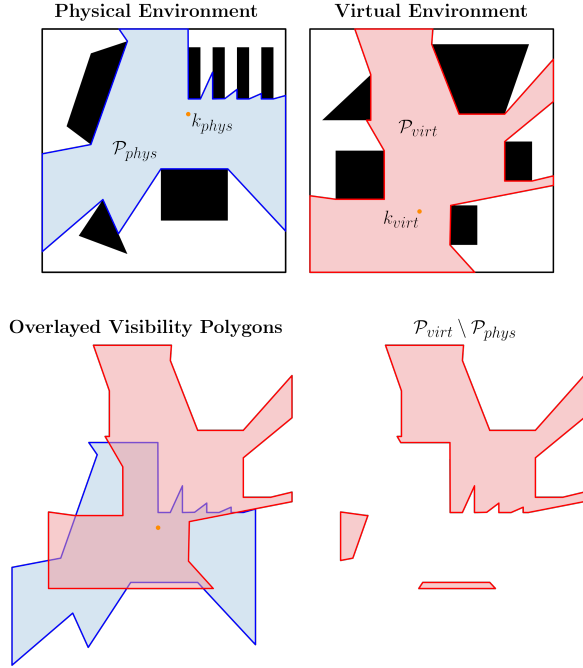 Physical Environment
Virtual Environment
k_phys
P_phys
P_virt
k_virt
Overlayed Visibility Polygons
P_virt \ P_phys